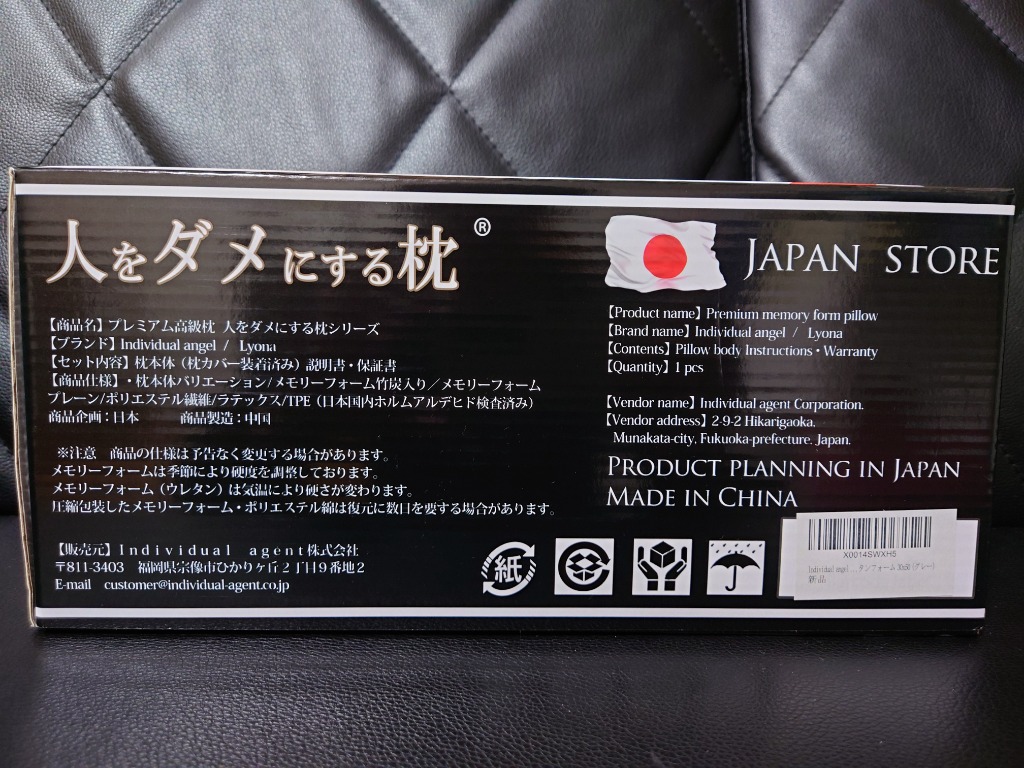 人をダメにする枕®
【商品名】プレミアム高級枕 人をダメにする枕シリーズ
【ブランド】Individual angel / Lyona
【セット内容】枕本体（枕カバー装着済み）説明書・保証書
【商品仕様】・枕本体バリエーション/メモリーフォーム竹炭入り／メモリーフォーム
プレーン/ポリエステル繊維/ラテックス/TPE（日本国内ホルムアルデヒド検査済み）
商品企画：日本 商品製造：中国
※注意 商品の仕様は予告なく変更する場合があります。
メモリーフォームは季節により硬度を調整しております。
メモリーフォーム（ウレタン）は気温により硬さが変わります。
圧縮包装したメモリーフォーム・ポリエステル綿は復元に数日を要する場合があります。
【販売元】Individual agent株式会社
〒811-3403 福岡県宗像市ひかりヶ丘２丁目９番地２
E-mail customer@individual-agent.co.jp
JAPAN STORE
【Product name】Premium memory form pillow
【Brand name】Individual angel / Lyona
【Contents】Pillow body Instructions・Warranty
【Quantity】1 pcs
【Vendor name】Individual agent Corporation.
【Vendor address】2-9-2 Hikarigaoka.
Munakata-city, Fukuoka-prefecture. Japan.
PRODUCT PLANNING IN JAPAN
MADE IN CHINA
紙
X0014SWXH5
Individual angel ...タンフォーム 30x50 (グレー)
新品